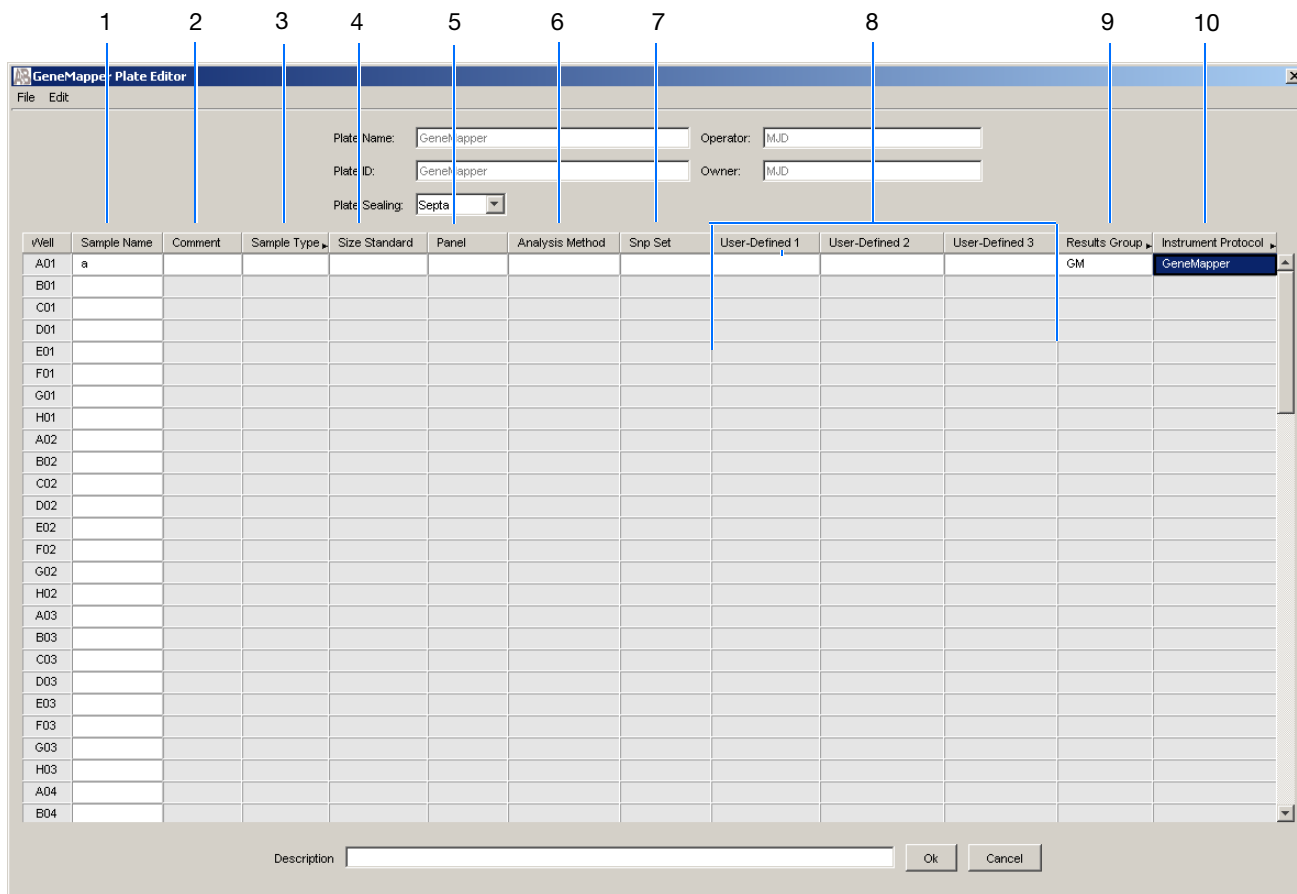 1 2 3 4 5 6 7 8 9 10
GeneMapper Plate Editor
File Edit
Plate Name: GeneMapper Operator: MJD
Plate ID: GeneMapper Owner: MJD
Plate Sealing: Septa
Well Sample Name Comment Sample Type Size Standard Panel Analysis Method Snp Set User-Defined 1 User-Defined 2 User-Defined 3 Results Group Instrument Protocol
A01 a GM GeneMapper
B01
C01
D01
E01
F01
G01
H01
A02
B02
C02
D02
E02
F02
G02
H02
A03
B03
C03
D03
E03
F03
G03
H03
A04
B04
Description Ok Cancel